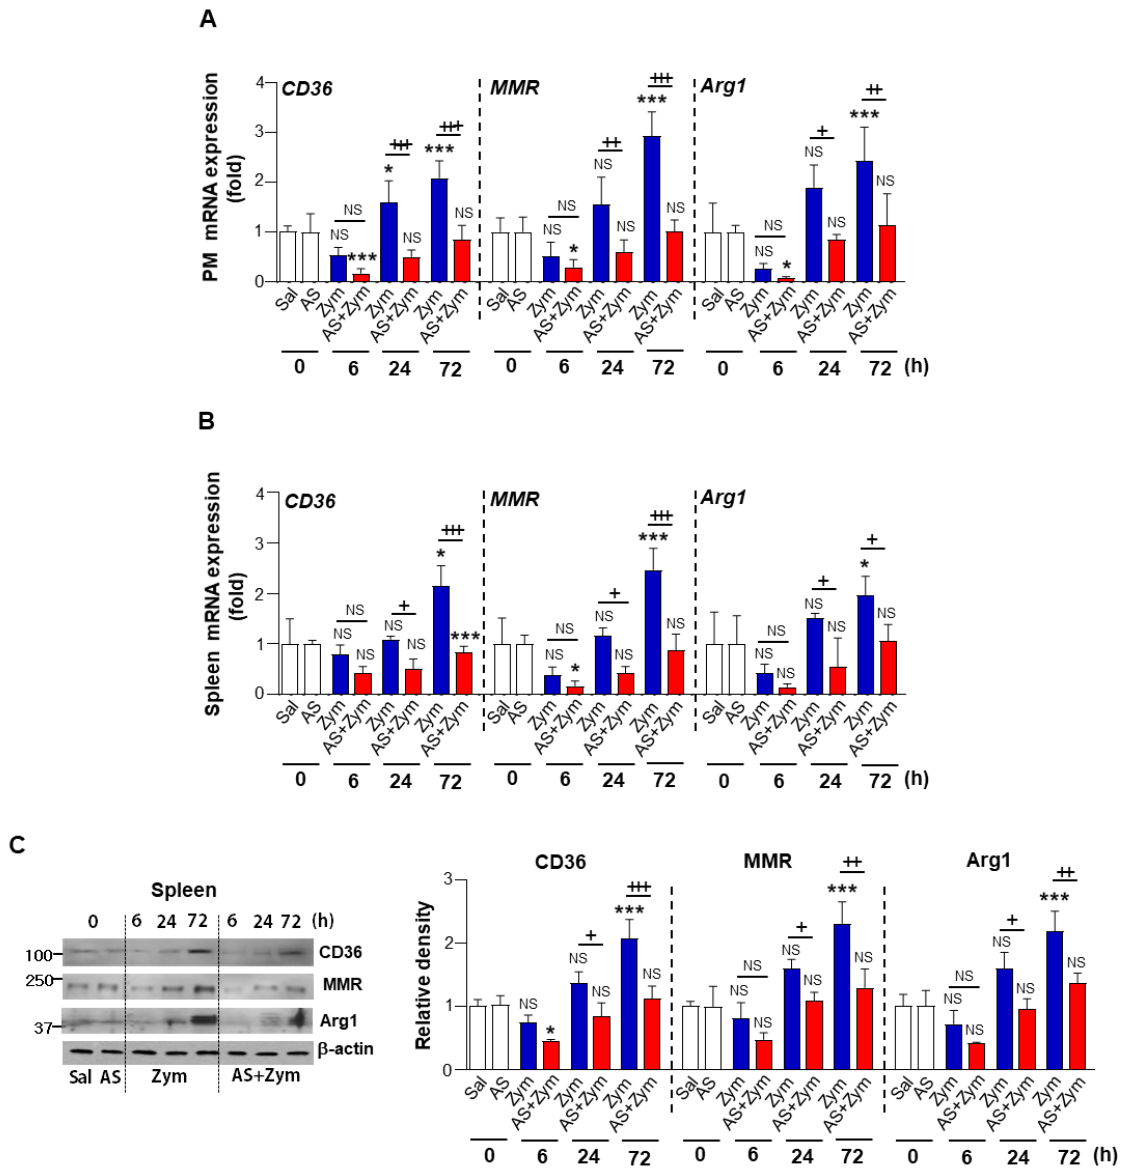 A
PM mRNA expression
(fold)
4
3
2
1
0
CD36 MMR Arg1
NS *** NS * NS *** NS NS
+++ +++
NS * NS NS NS *** NS
++ +++
NS * NS NS NS *** NS
+ ++
Sal AS Zym AS+Zym Zym AS+Zym Zym AS+Zym Sal AS Zym AS+Zym Zym AS+Zym Zym AS+Zym Sal AS Zym AS+Zym Zym AS+Zym Zym AS+Zym
0 6 24 72 0 6 24 72 0 6 24 72 (h)
B
Spleen mRNA expression
(fold)
4
3
2
1
0
CD36 MMR Arg1
NS NS NS NS NS * ***
+ +++
NS NS * NS NS *** NS
+ +++
NS NS NS NS NS * NS
+ +
Sal AS Zym AS+Zym Zym AS+Zym Zym AS+Zym Sal AS Zym AS+Zym Zym AS+Zym Zym AS+Zym Sal AS Zym AS+Zym Zym AS+Zym Zym AS+Zym
0 6 24 72 0 6 24 72 0 6 24 72 (h)
C
Spleen
0 6 24 72 6 24 72 (h)
100 CD36
250 MMR
37 Arg1
β-actin
Sal AS Zym AS+Zym
CD36 MMR Arg1
Relative density
3
2
1
0
NS * NS NS *** NS
+ +++
NS NS NS NS NS *** NS
+ ++
NS NS NS NS NS *** NS
+ ++
Sal AS Zym AS+Zym Zym AS+Zym Zym AS+Zym Sal AS Zym AS+Zym Zym AS+Zym Zym AS+Zym Sal AS Zym AS+Zym Zym AS+Zym Zym AS+Zym
0 6 24 72 0 6 24 72 0 6 24 72 (h)